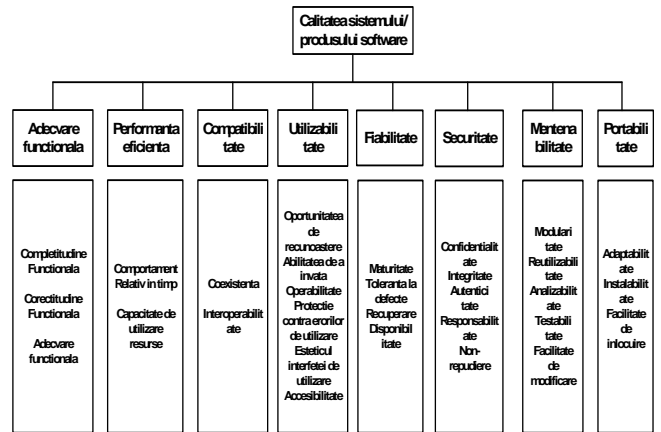 Calitatea sistemului/
produsului software
Adecvare
functionala
Performanta
eficienta
Compatibili
tate
Utilizabili
tate
Fiabilitate
Securitate
Mentena
bilitate
Portabili
tate
Completitudine
Functionala
Corectitudine
Functionala
Adecvare
functionala
Comportament
Relativ in timp
Capacitate de
utilizare
resurse
Coexistenta
Interoperabilit
ate
Oportunitatea
de
recunoastere
Abilitatea de a
invata
Operabilitate
Protectie
contra erorilor
de utilizare
Esteticul
interfetei de
utilizare
Accesibilitate
Maturitate
Toleranta la
defecte
Recuperare
Disponibil
itate
Confidentialit
ate
Integritate
Autentici
tate
Responsabilit
ate
Non-
repudiere
Modulari
tate
Reutilizabili
tate
Analizabilit
ate
Testabili
tate
Facilitate
de
modificare
Adaptabilit
ate
Instalabilit
ate
Facilitate
de
inlocuire